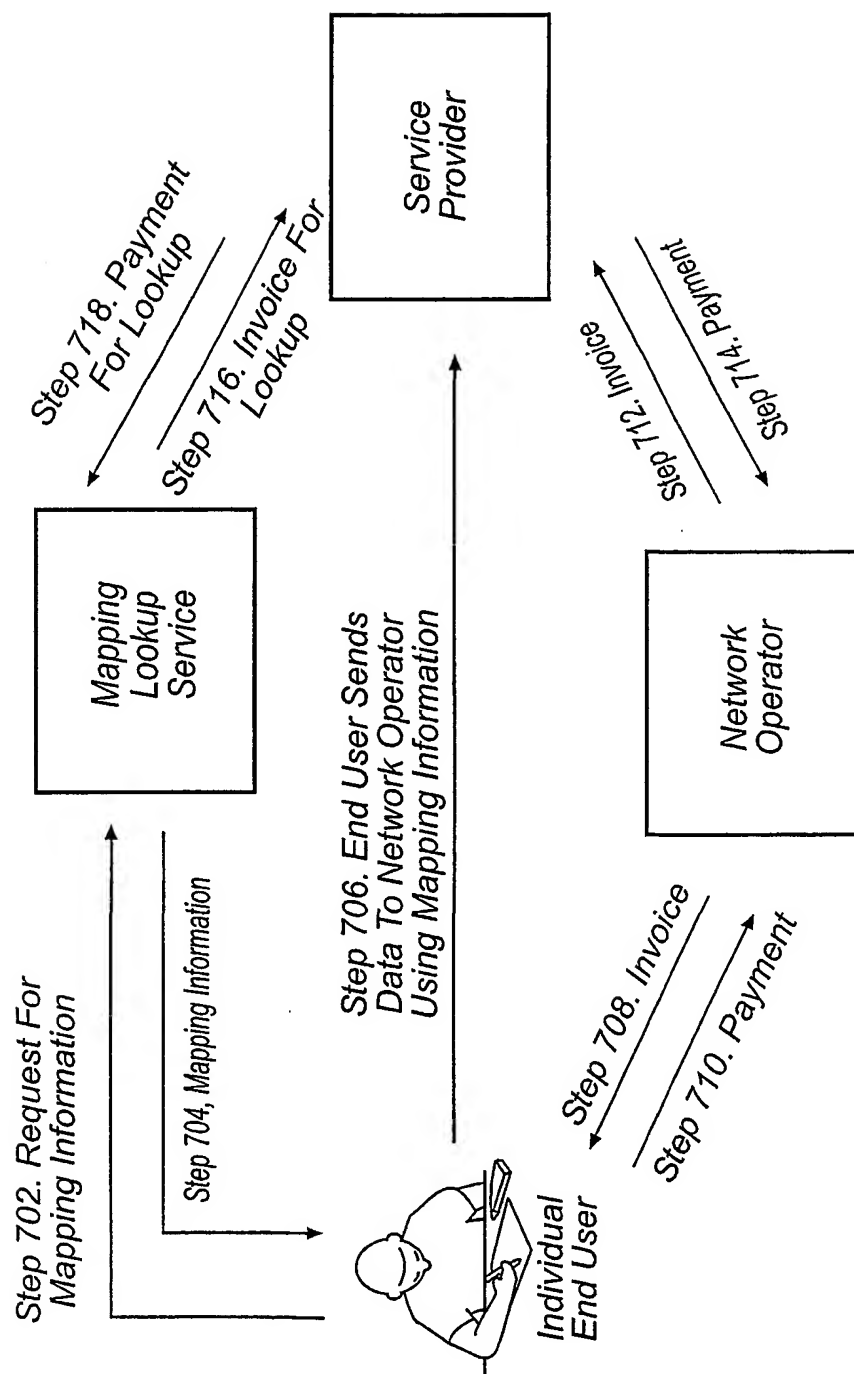 Step 702. Request For
Mapping Information
Step 704, Mapping Information
Mapping
Lookup
Service
Step 718. Payment
For Lookup
Step 716. Invoice For
Lookup
Step 706. End User Sends
Data To Network Operator
Using Mapping Information
Service
Provider
Individual
End User
Step 708. Invoice
Step 710. Payment
Network
Operator
Step 712. Invoice
Step 714. Payment